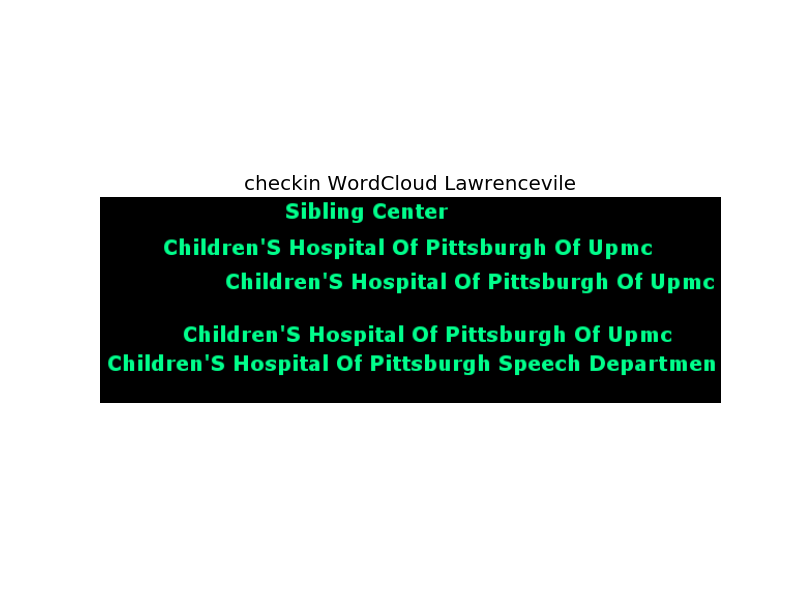 checkin WordCloud Lawrencevile
Sibling Center
Children'S Hospital Of Pittsburgh Of Upmc
Children'S Hospital Of Pittsburgh Of Upmc
Children'S Hospital Of Pittsburgh Of Upmc
Children'S Hospital Of Pittsburgh Speech Departmen